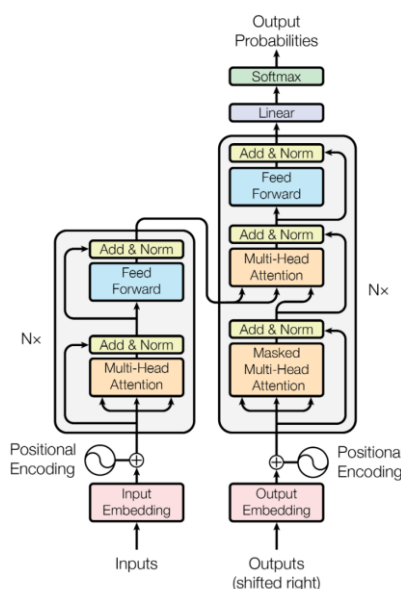 Output
Probabilities
Softmax
Linear
Add & Norm
Feed
Forward
Add & Norm
Multi-Head
Attention
Add & Norm
Masked
Multi-Head
Attention
N×
Positional
Encoding
Output
Embedding
Outputs
(shifted right)
Add & Norm
Feed
Forward
Add & Norm
Multi-Head
Attention
N×
Positional
Encoding
Input
Embedding
Inputs